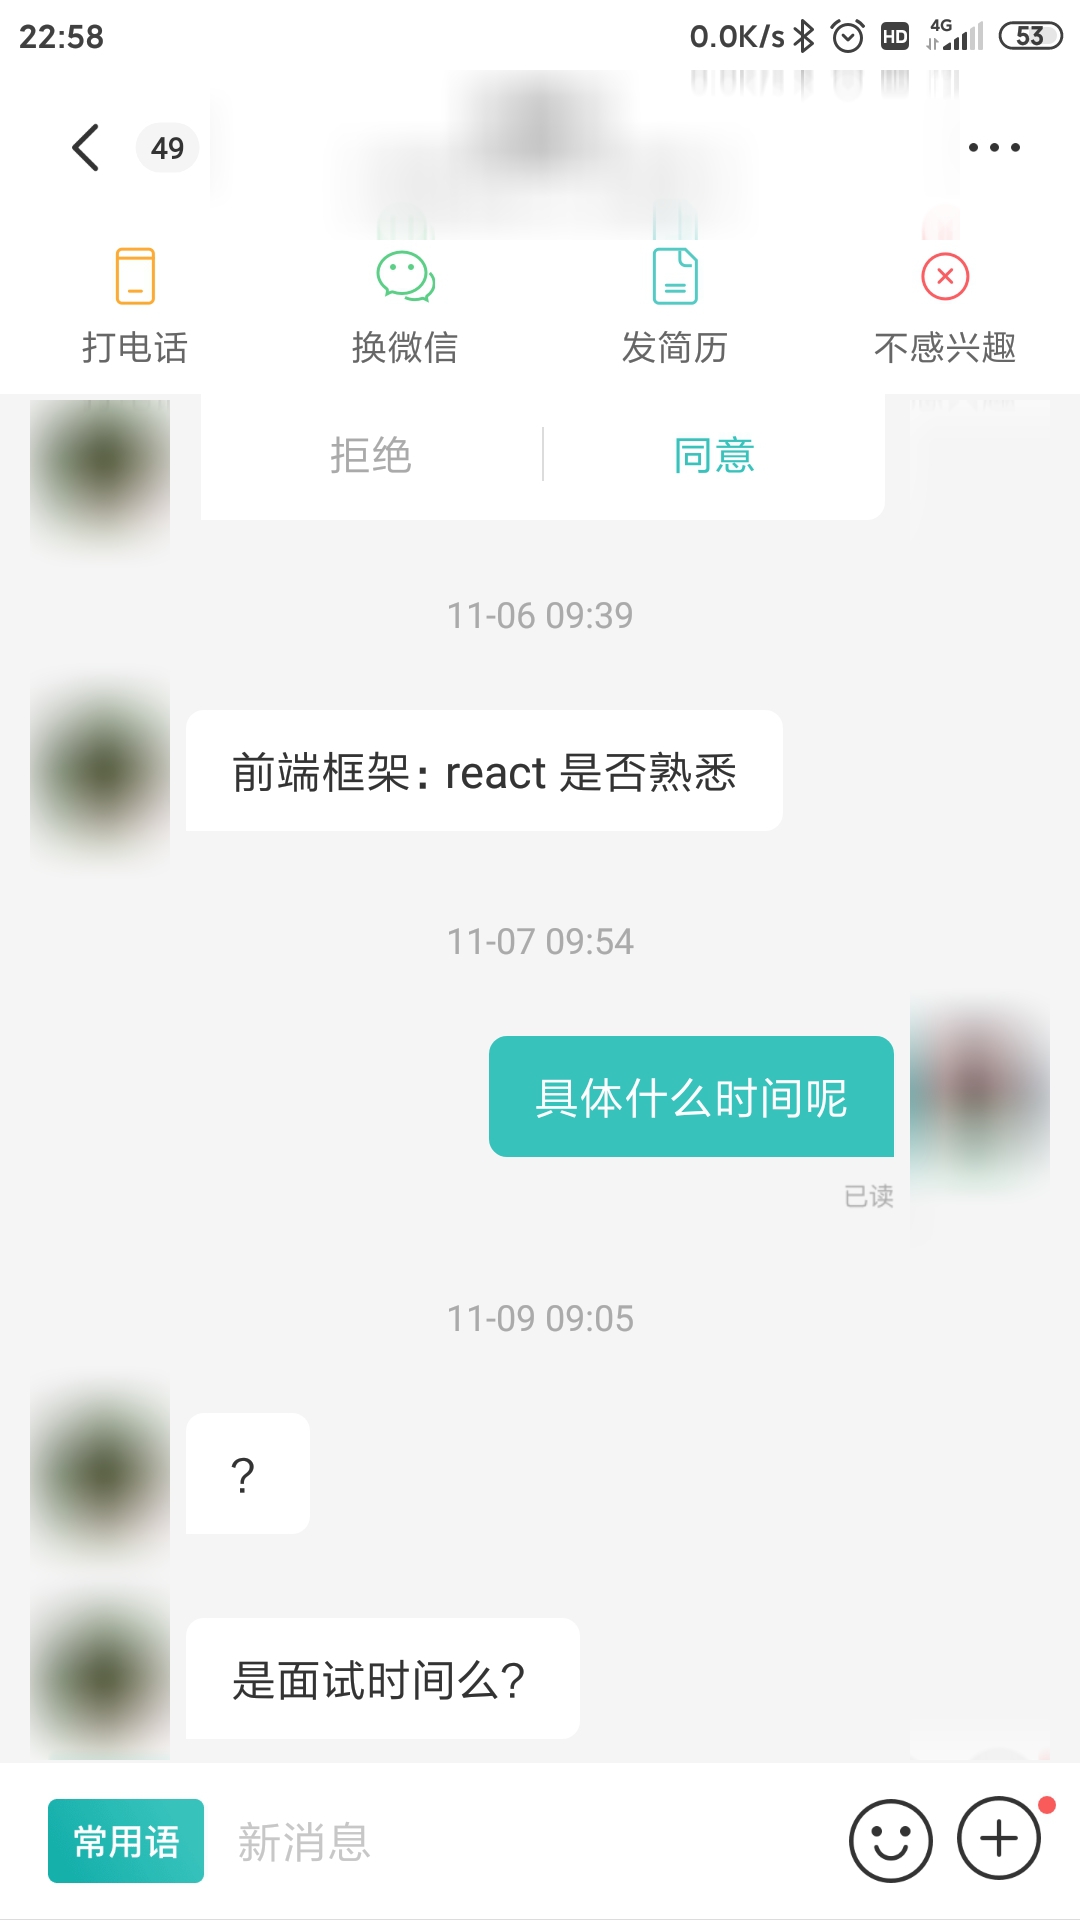 22:58 0.0K/s HD 4G 53
49
打电话 换微信 发简历 不感兴趣
拒绝 同意
11-06 09:39
前端框架：react 是否熟悉
11-07 09:54
具体什么时间呢
已读
11-09 09:05
？
是面试时间么？
常用语 新消息